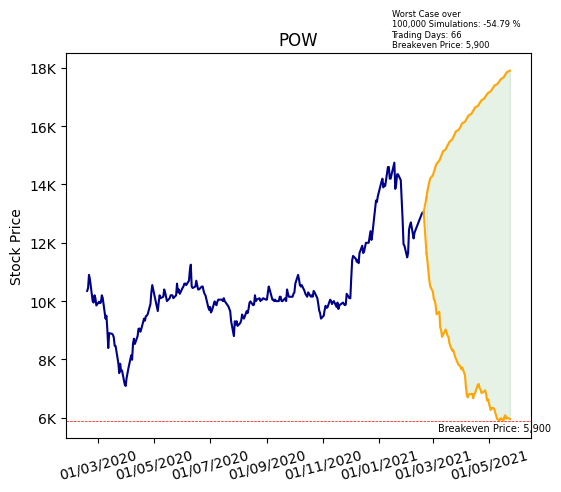 Worst Case over
100,000 Simulations: -54.79 %
Trading Days: 66
Breakeven Price: 5,900
POW
18K
16K
14K
12K
10K
8K
6K
Stock Price
Breakeven Price: 5,900
01/03/2020
01/05/2020
01/07/2020
01/09/2020
01/11/2020
01/01/2021
01/03/2021
01/05/2021